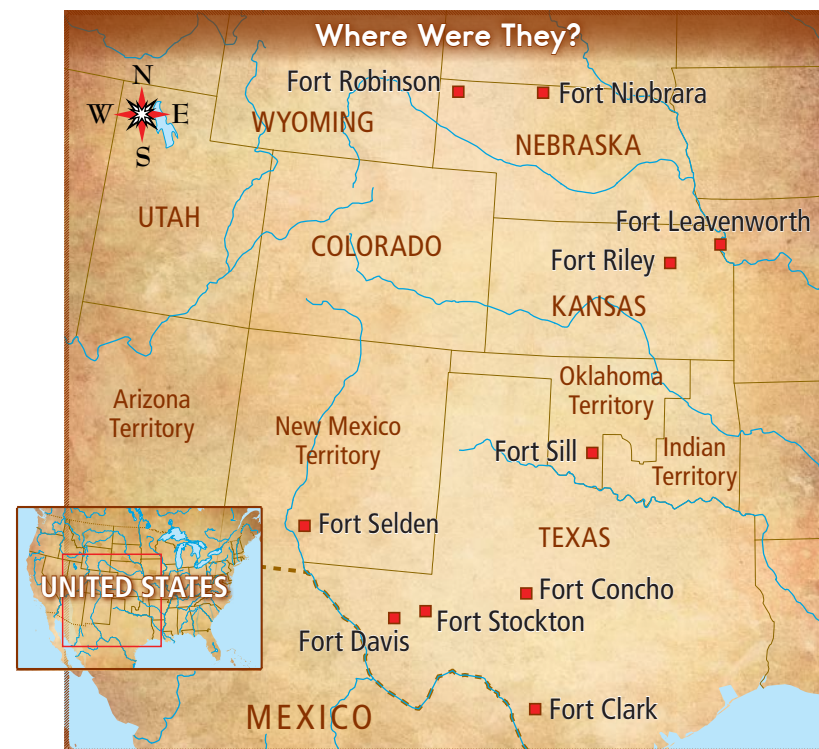 Where Were They?
Fort Robinson
Fort Niobrara
N
W E
S
WYOMING
NEBRASKA
UTAH
COLORADO
Fort Leavenworth
Fort Riley
KANSAS
Arizona
Territory
New Mexico
Territory
Oklahoma
Territory
Fort Sill
Indian
Territory
Fort Selden
TEXAS
UNITED STATES
Fort Concho
Fort Stockton
Fort Davis
MEXICO
Fort Clark